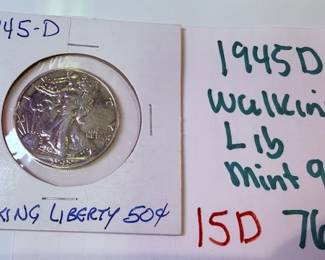 45-D
KING LIBERTY 50¢
1945D
Walkin
Lib
Mint 9
15D 76